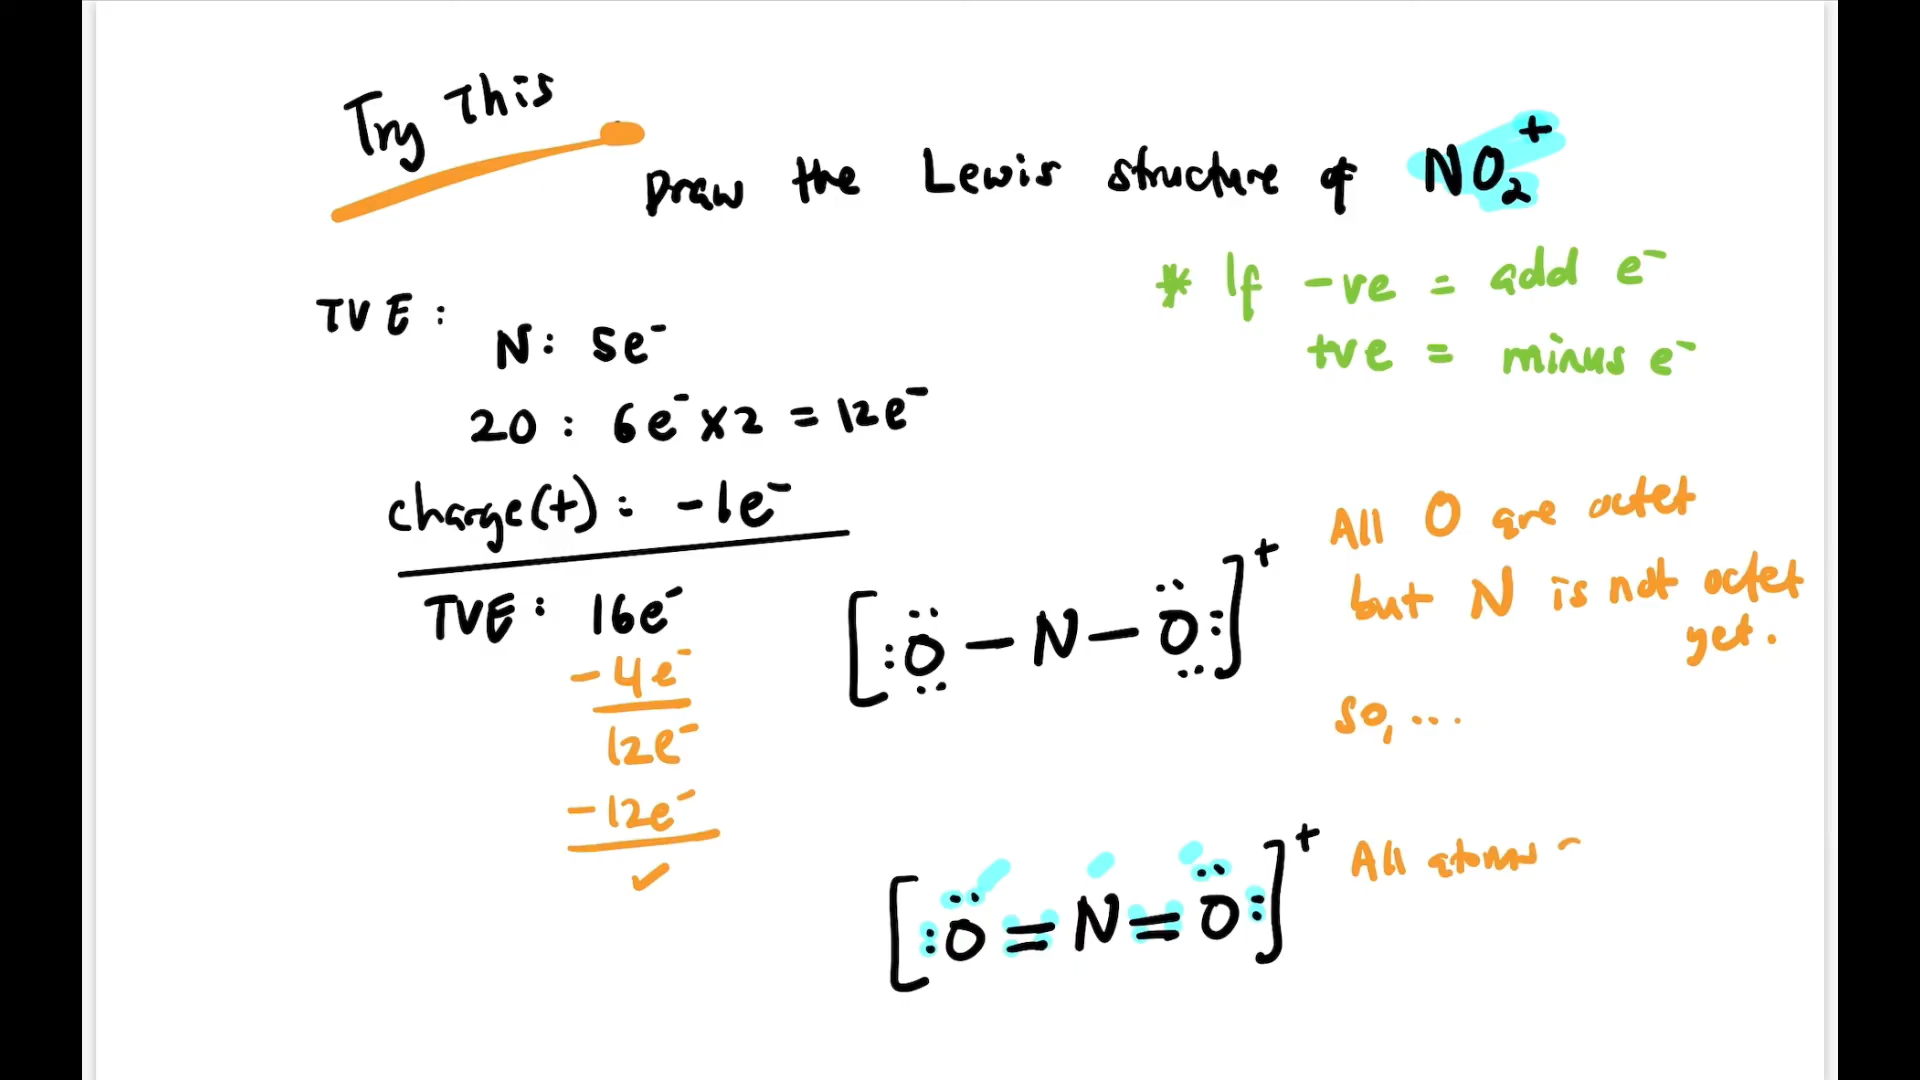 Try This
Draw the Lewis structure of NO₂⁺
* If -ve = add e⁻
+ve = minus e⁻
TVE :
N: 5e⁻
2O : 6e⁻ x2 = 12e⁻
charge(+) : -1e⁻
TVE : 16e⁻
- 4e⁻
12e⁻
- 12e⁻
✓
[:Ö - N - Ö:]⁺
All O are octet
but N is not octet
yet.
so, ...
[:Ö = N = Ö:]⁺
All atoms